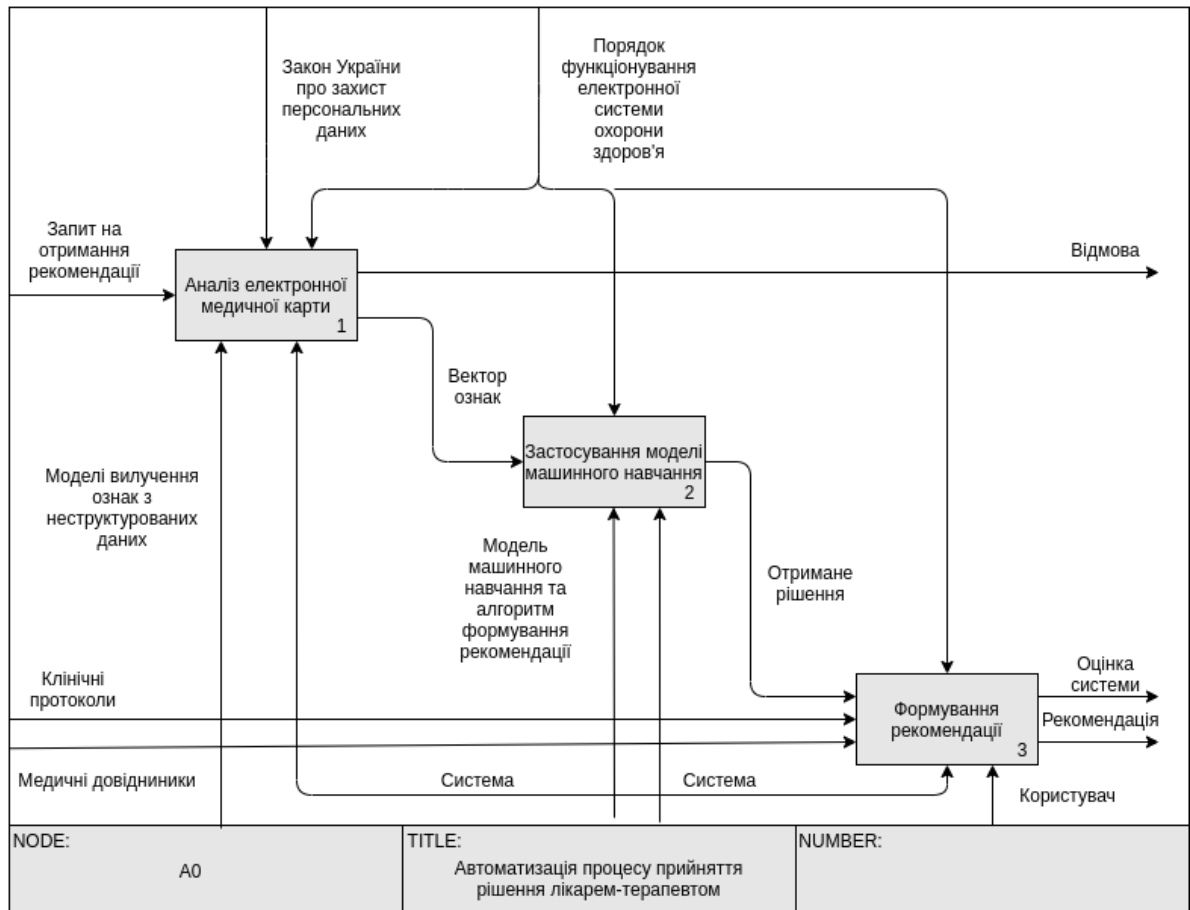 Закон України
про захист
персональних
даних
Порядок
функціонування
електронної
системи
охорони
здоров'я
Запит на
отримання
рекомендації
Аналіз електронної
медичної карти
1
Відмова
Вектор
ознак
Застосування моделі
машинного навчання
2
Моделі вилучення
ознак з
неструктурованих
даних
Модель
машинного
навчання та
алгоритм
формування
рекомендації
Отримане
рішення
Клінічні
протоколи
Формування
рекомендації
3
Оцінка
системи
Рекомендація
Медичні довідниники
Система
Система
Користувач
NODE:
A0
TITLE:
Автоматизація процесу прийняття
рішення лікарем-терапевтом
NUMBER: